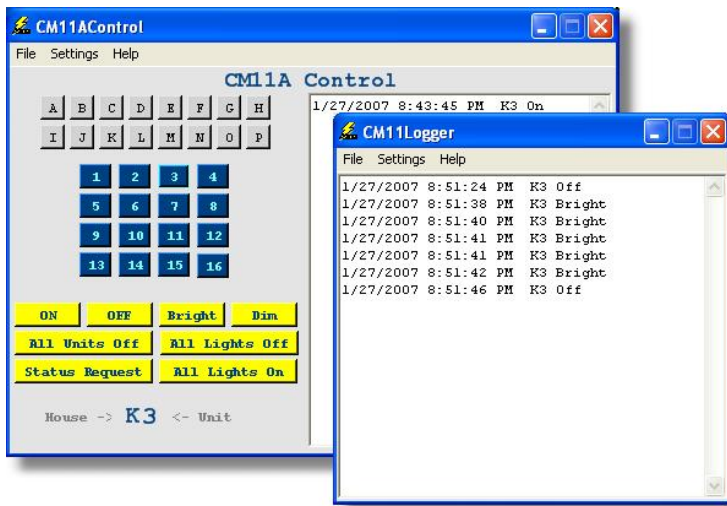 CM11AControl
File Settings Help
CM11A Control
A B C D E F G H
I J K L M N O P
1 2 3 4
5 6 7 8
9 10 11 12
13 14 15 16
ON OFF Bright Dim
All Units Off All Lights Off
Status Request All Lights On
House -> K3 <- Unit
1/27/2007 8:43:45 PM K3 On
CM11Logger
File Settings Help
1/27/2007 8:51:24 PM K3 Off
1/27/2007 8:51:38 PM K3 Bright
1/27/2007 8:51:40 PM K3 Bright
1/27/2007 8:51:41 PM K3 Bright
1/27/2007 8:51:41 PM K3 Bright
1/27/2007 8:51:42 PM K3 Bright
1/27/2007 8:51:46 PM K3 Off